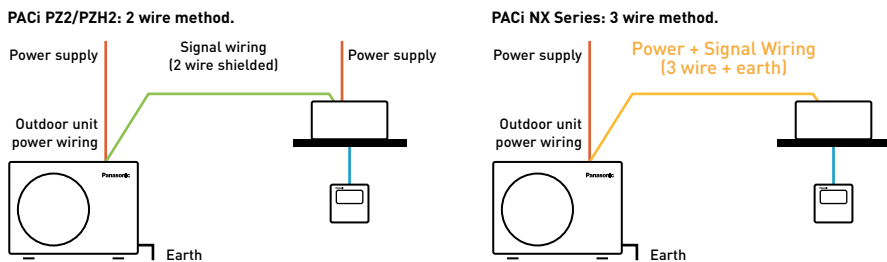 PACi PZ2/PZH2: 2 wire method.
Power supply
Signal wiring
(2 wire shielded)
Power supply
Outdoor unit
power wiring
Panasonic
Earth
PACi NX Series: 3 wire method.
Power supply
Power + Signal Wiring
(3 wire + earth)
Outdoor unit
power wiring
Panasonic
Earth